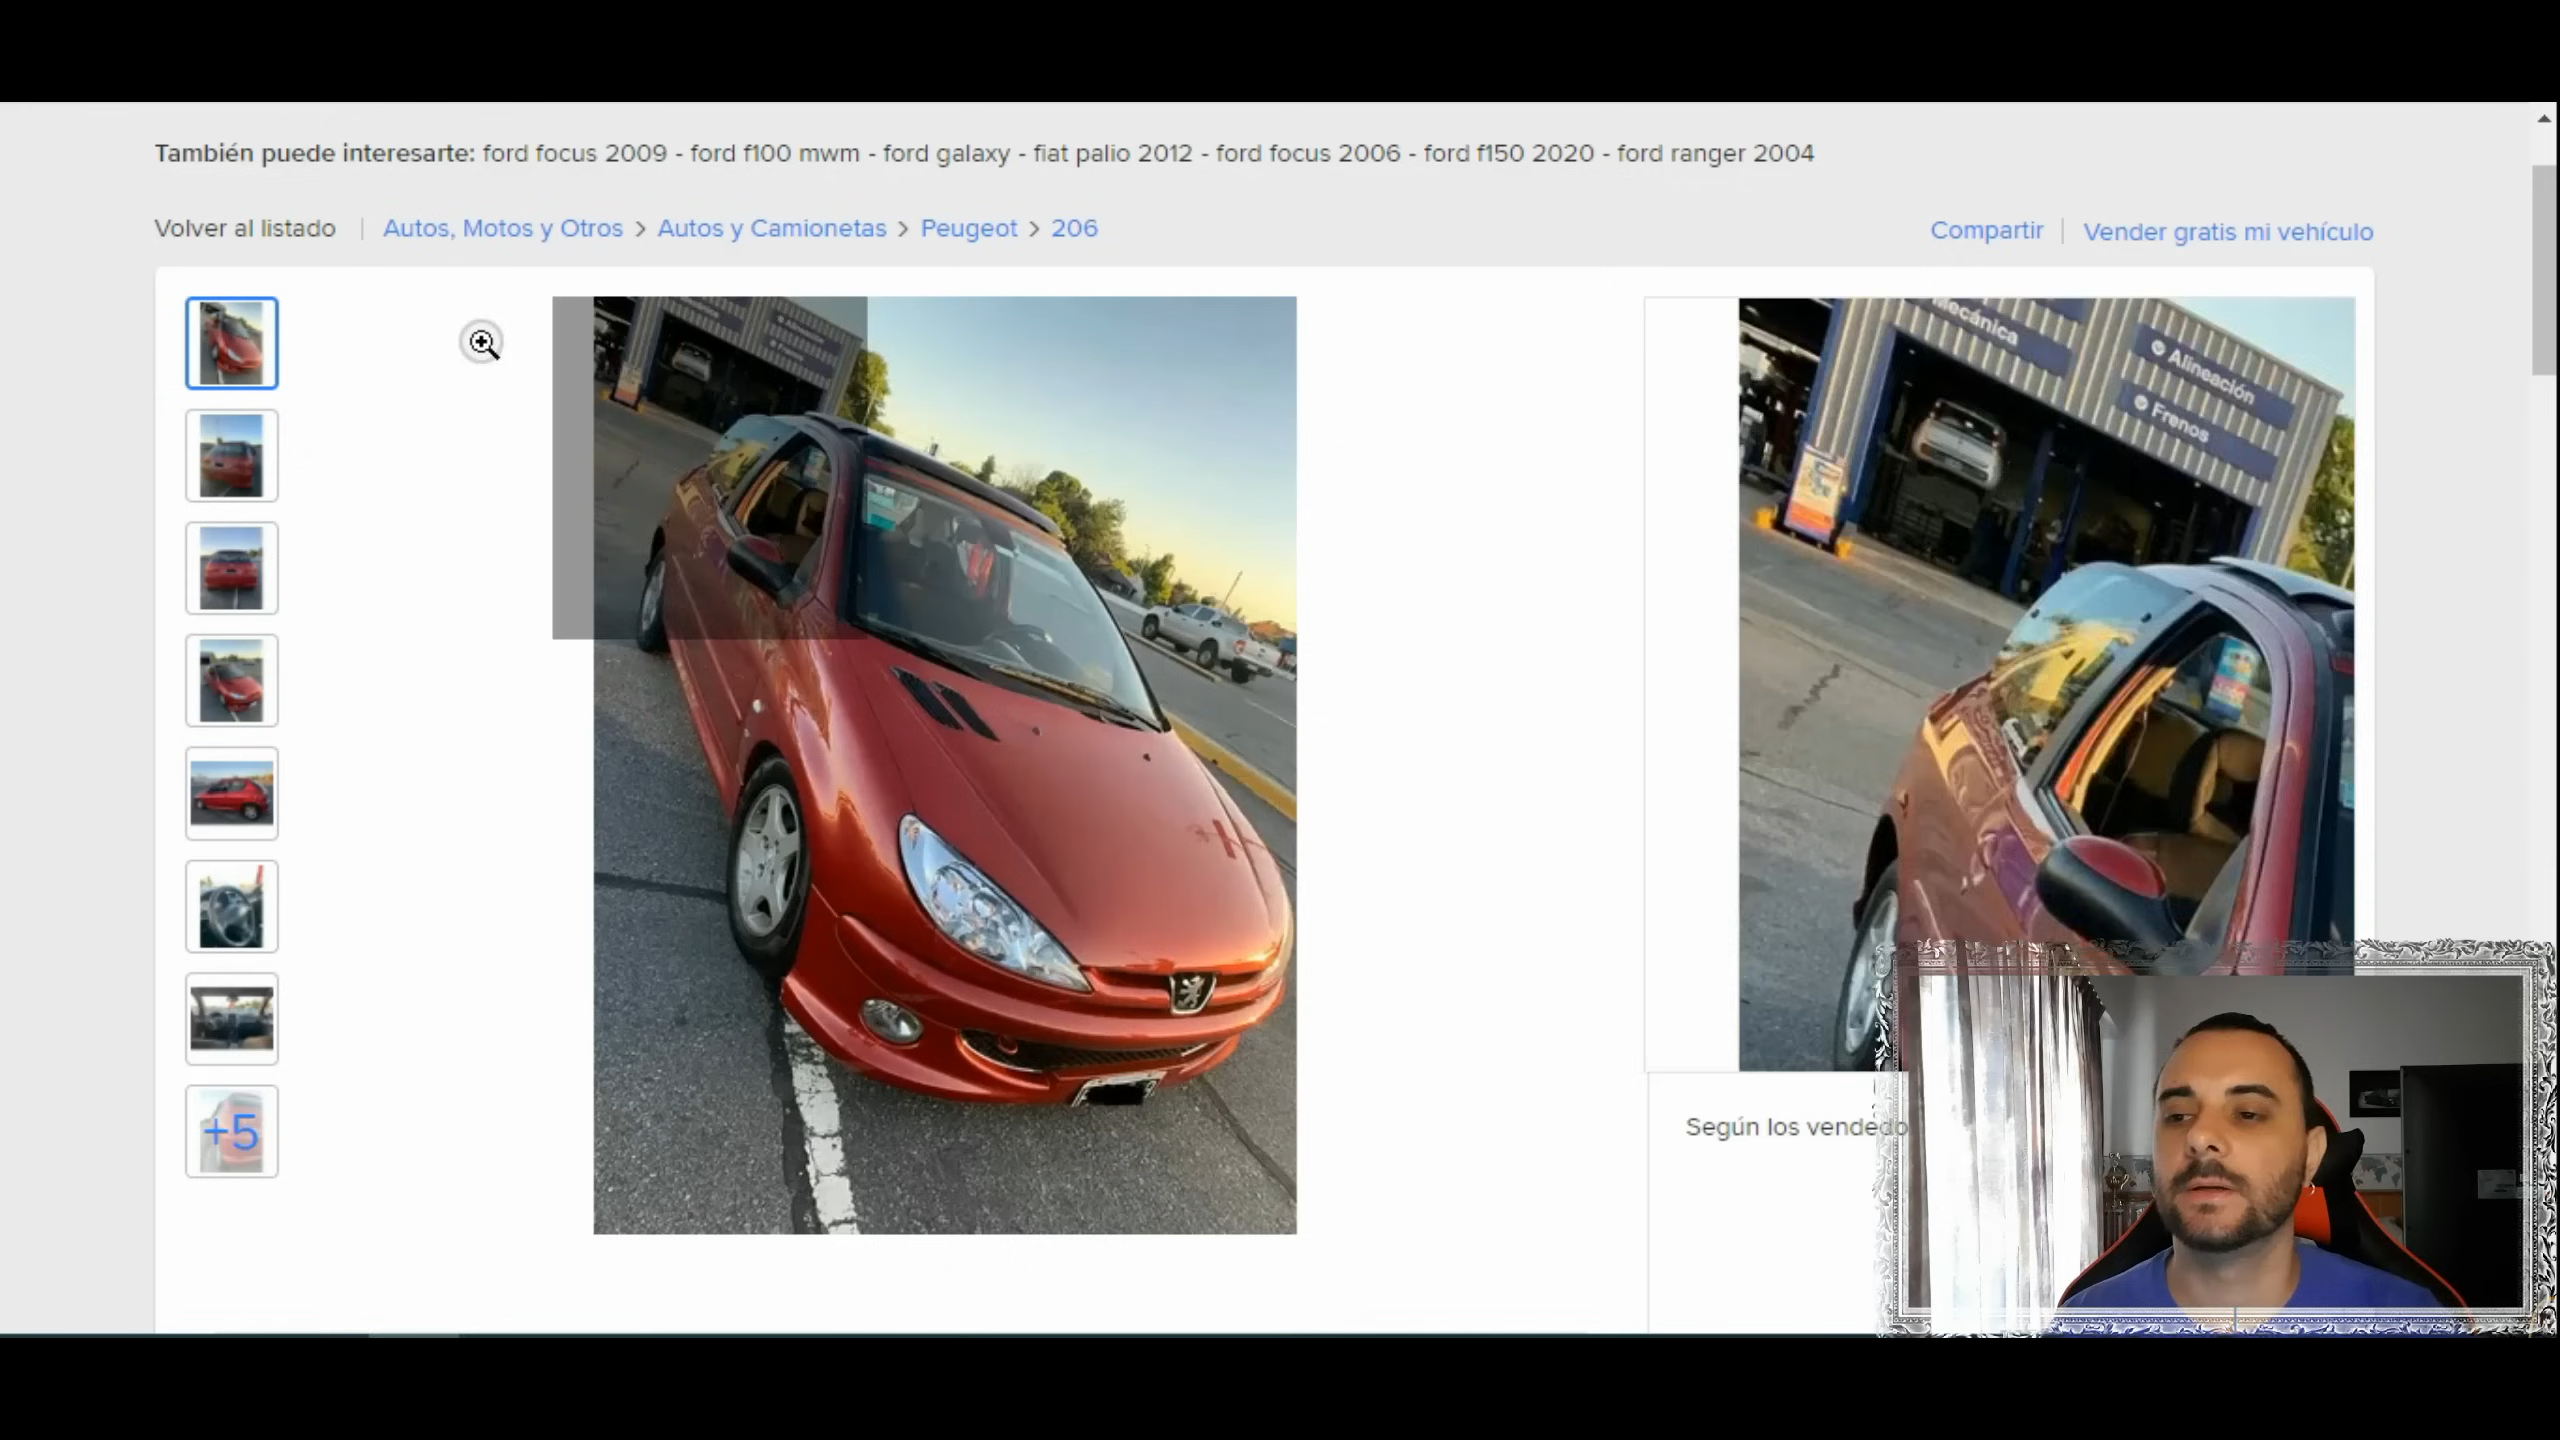 También puede interesarte: ford focus 2009 - ford f100 mwm - ford galaxy - fiat palio 2012 - ford focus 2006 - ford f150 2020 - ford ranger 2004
Volver al listado | Autos, Motos y Otros > Autos y Camionetas > Peugeot > 206
Compartir | Vender gratis mi vehículo
Mecánica
Alineación
Frenos
Alineación
Frenos
+5
Según los vendedo